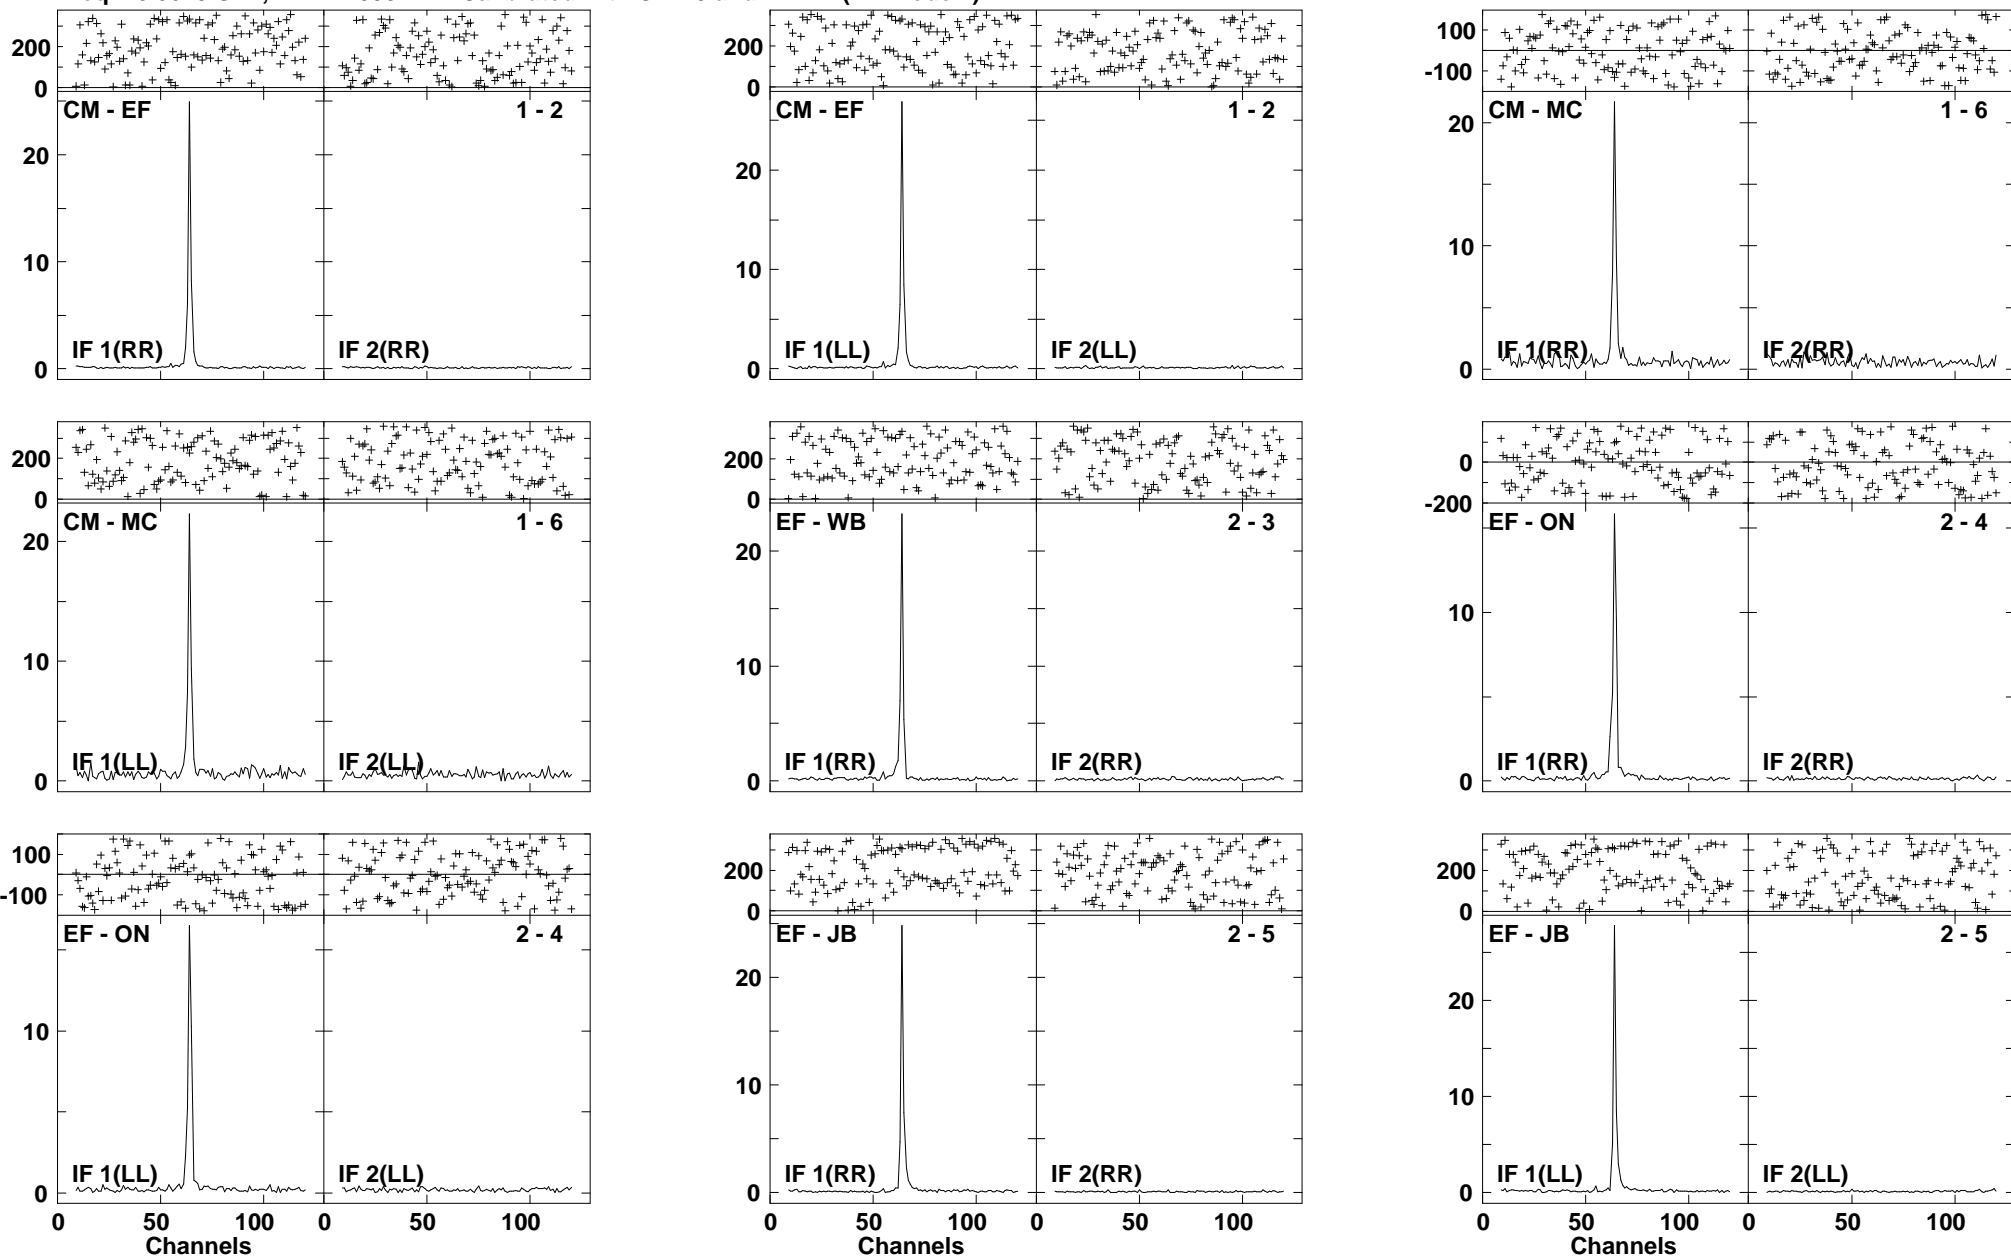 200
0
CM - EF
1 - 2
20
10
0
IF 1(RR)
IF 2(RR)
200
0
CM - EF
1 - 2
20
10
0
IF 1(LL)
IF 2(LL)
100
-100
CM - MC
1 - 6
20
10
0
IF 1(RR)
IF 2(RR)
200
0
CM - MC
1 - 6
20
10
0
IF 1(LL)
IF 2(LL)
200
0
EF - WB
2 - 3
20
10
0
IF 1(RR)
IF 2(RR)
0
-200
EF - ON
2 - 4
10
0
IF 1(RR)
IF 2(RR)
100
-100
EF - ON
2 - 4
10
0
IF 1(LL)
IF 2(LL)
0 50 100 0 50 100
Channels
200
0
EF - JB
2 - 5
20
10
0
IF 1(RR)
IF 2(RR)
0 50 100 0 50 100
Channels
200
0
EF - JB
2 - 5
20
10
0
IF 1(LL)
IF 2(LL)
0 50 100 0 50 100
Channels